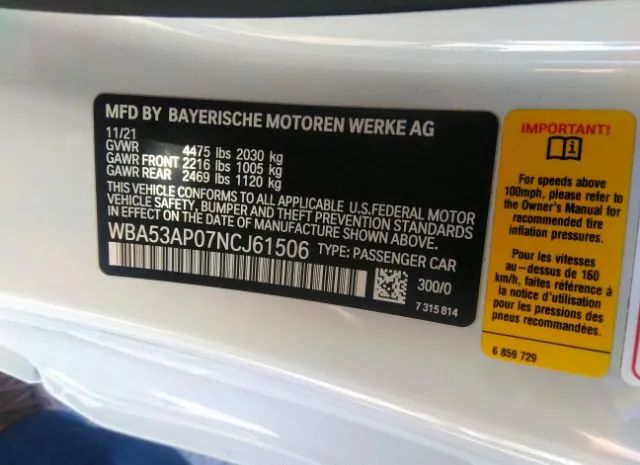 MFD BY BAYERISCHE MOTOREN WERKE AG
11/21
GVWR 4475 lbs 2030 kg
GAWR FRONT 2216 lbs 1005 kg
GAWR REAR 2469 lbs 1120 kg
THIS VEHICLE CONFORMS TO ALL APPLICABLE U.S.FEDERAL MOTOR
VEHICLE SAFETY, BUMPER AND THEFT PREVENTION STANDARDS
IN EFFECT ON THE DATE OF MANUFACTURE SHOWN ABOVE.
WBA53AP07NCJ61506 TYPE: PASSENGER CAR
300/0
7 315 814
IMPORTANT!
For speeds above
100mph, please refer to
the Owner's Manual for
recommended tire
inflation pressures.
Pour les vitesses
au-dessus de 160
km/h, faites référence à
la notice d'utilisation
pour les pressions des
pneus recommandées.
6 859 729